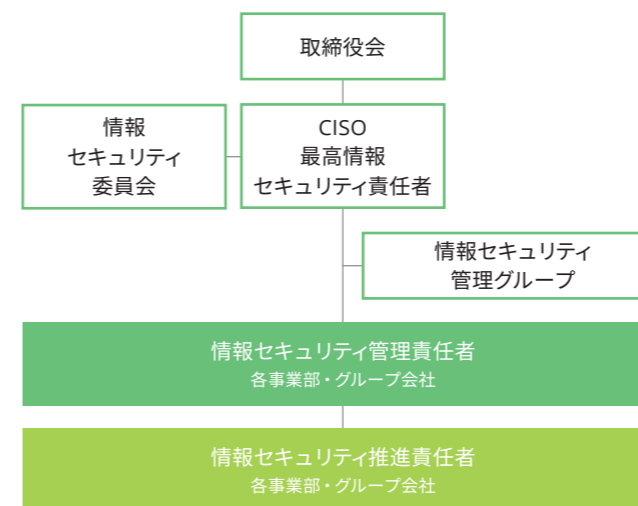 取締役会
情報
セキュリティ
委員会
CISO
最高情報
セキュリティ責任者
情報セキュリティ
管理グループ
情報セキュリティ管理責任者
各事業部・グループ会社
情報セキュリティ推進責任者
各事業部・グループ会社